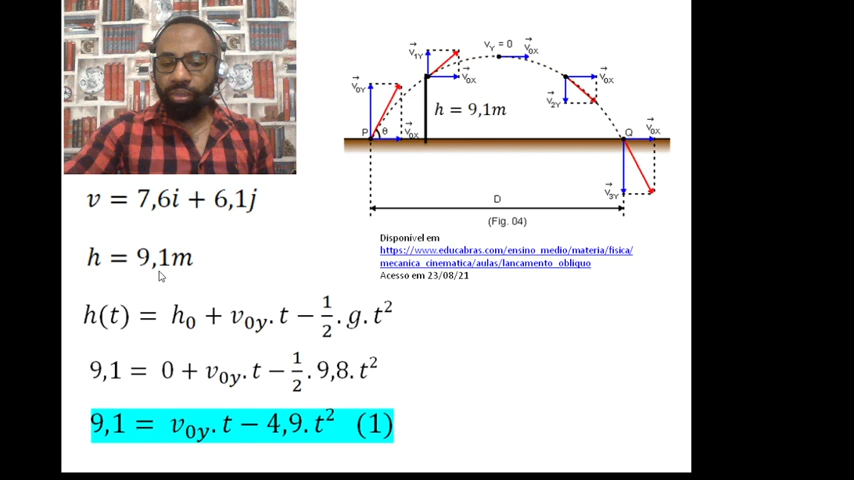 v = 7,6i + 6,1j
h = 9,1m
h(t) = h₀ + v₀y. t − 1/2 . g. t²
9,1 = 0 + v₀y. t − 1/2 . 9,8. t²
9,1 = v₀y. t − 4,9. t² (1)
V0Y
P
θ
V0X
V1Y
V0X
h = 9,1m
VY = 0
V0X
V0X
V2Y
Q
V0X
V3Y
D
(Fig. 04)
Disponível em
https://www.educabras.com/ensino_medio/materia/fisica/
mecanica_cinematica/aulas/lancamento_obliquo
Acesso em 23/08/21